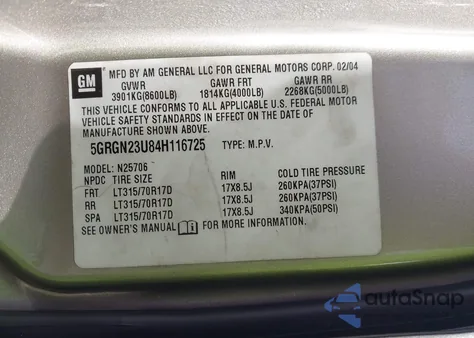 GM
MFD BY AM GENERAL LLC FOR GENERAL MOTORS CORP. 02/04
GVWR GAWR FRT GAWR RR
3901KG(8600LB) 1814KG(4000LB) 2268KG(5000LB)
THIS VEHICLE CONFORMS TO ALL APPLICABLE U.S. FEDERAL MOTOR
VEHICLE SAFETY STANDARDS IN EFFECT ON THE DATE OF
MANUFACTURE SHOWN ABOVE.
5GRGN23U84H116725 TYPE: M.P.V.
MODEL: N25706
NPDC TIRE SIZE RIM COLD TIRE PRESSURE
FRT LT315/70R17D 17X8.5J 260KPA(37PSI)
RR LT315/70R17D 17X8.5J 260KPA(37PSI)
SPA LT315/70R17D 17X8.5J 340KPA(50PSI)
SEE OWNER'S MANUAL FOR MORE INFORMATION.
autoSnap